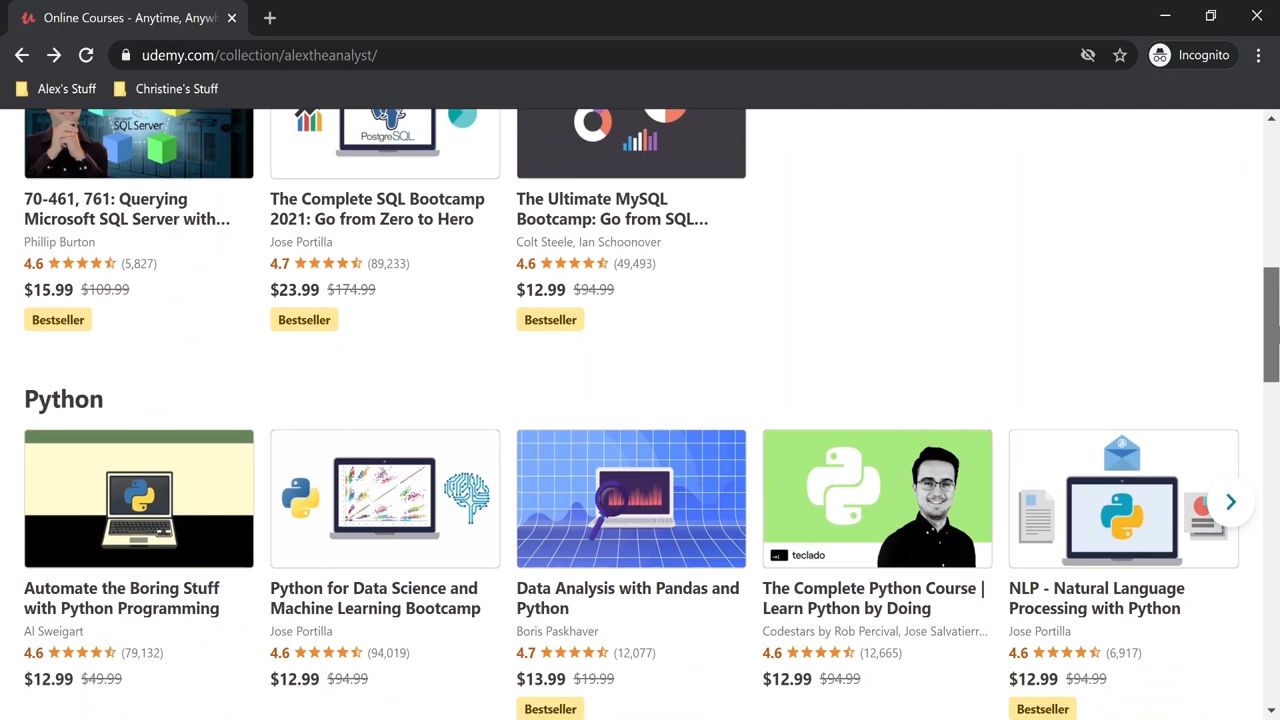 Online Courses - Anytime, Anywh
udemy.com/collection/alextheanalyst/
Incognito
Alex's Stuff
Christine's Stuff
SQL Server
PostgreSQL
70-461, 761: Querying
Microsoft SQL Server with...
Phillip Burton
4.6 (5,827)
$15.99 $109.99
Bestseller
The Complete SQL Bootcamp
2021: Go from Zero to Hero
Jose Portilla
4.7 (89,233)
$23.99 $174.99
Bestseller
The Ultimate MySQL
Bootcamp: Go from SQL...
Colt Steele, Ian Schoonover
4.6 (49,493)
$12.99 $94.99
Bestseller
Python
Automate the Boring Stuff
with Python Programming
Al Sweigart
4.6 (79,132)
$12.99 $49.99
Python for Data Science and
Machine Learning Bootcamp
Jose Portilla
4.6 (94,019)
$12.99 $94.99
Data Analysis with Pandas and
Python
Boris Paskhaver
4.7 (12,077)
$13.99 $19.99
Bestseller
teclado
The Complete Python Course |
Learn Python by Doing
Codestars by Rob Percival, Jose Salvatierr...
4.6 (12,665)
$12.99 $94.99
NLP - Natural Language
Processing with Python
Jose Portilla
4.6 (6,917)
$12.99 $94.99
Bestseller